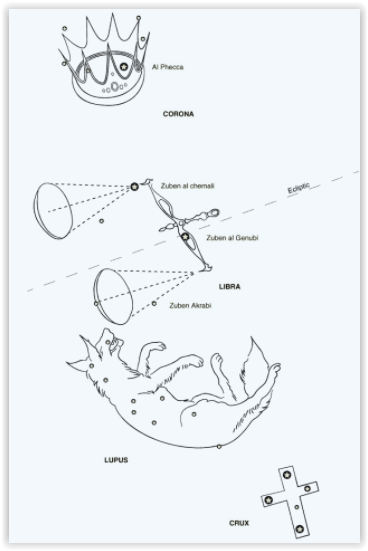 Al Phecca
CORONA
Zuben al chemali
Ecliptic
Zuben al Genubi
LIBRA
Zuben Akrabi
LUPUS
CRUX